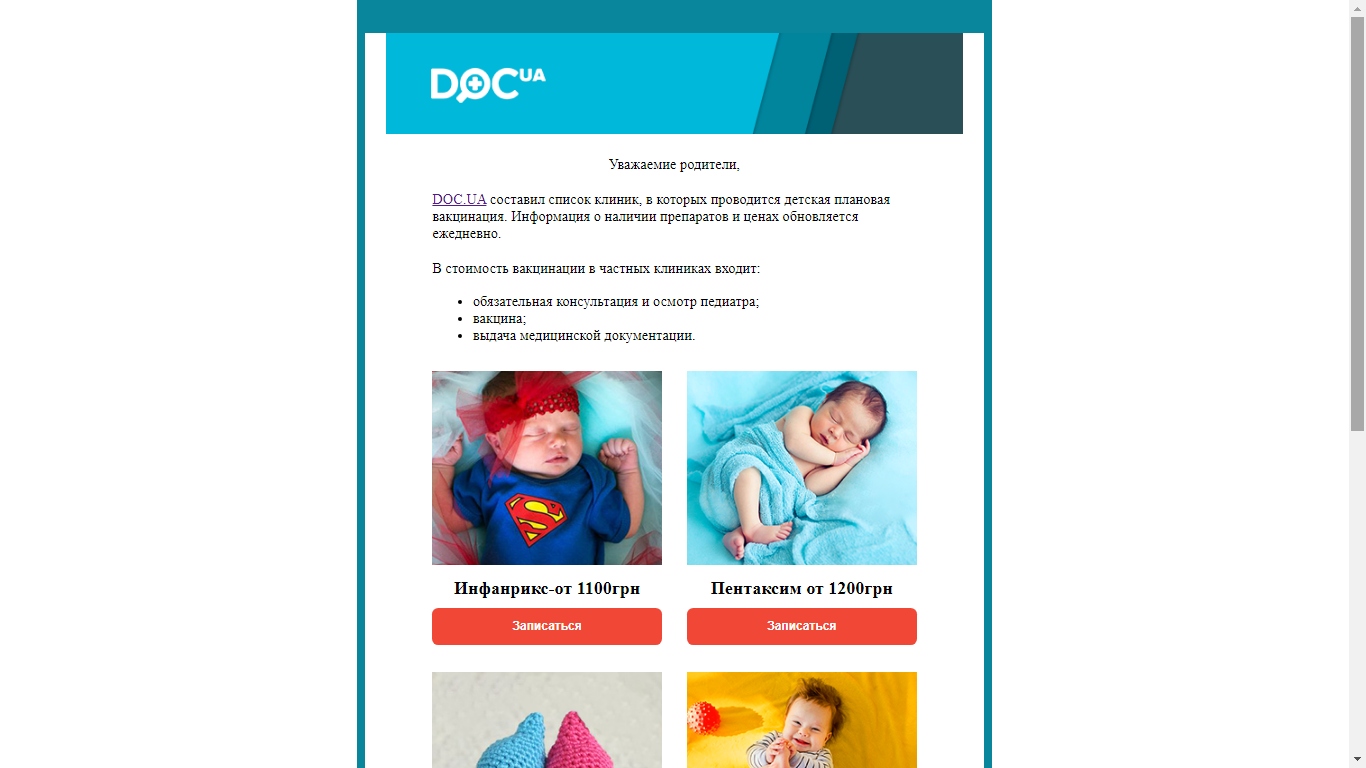 DOC UA
Уважаемие родители,
DOC.UA составил список клиник, в которых проводится детская плановая
вакцинация. Информация о наличии препаратов и ценах обновляется
ежедневно.
В стоимость вакцинации в частных клиниках входит:
• обязательная консультация и осмотр педиатра;
• вакцина;
• выдача медицинской документации.
Инфанрикс-от 1100грн
Записаться
Пентаксим от 1200грн
Записаться